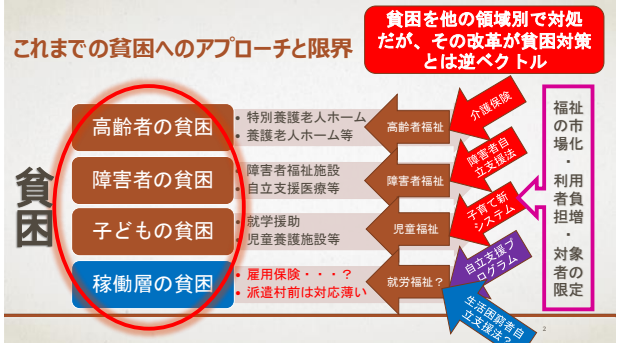 これまでの貧困へのアプローチと限界
貧困を他の領域別で対処
だが、その改革が貧困対策
とは逆ベクトル
貧困
高齢者の貧困
• 特別養護老人ホーム
• 養護老人ホーム等
高齢者福祉
介護保険
障害者の貧困
• 障害者福祉施設
• 自立支援医療等
障害者福祉
障害者自
立支援法
子どもの貧困
• 就学援助
• 児童養護施設等
児童福祉
子育て新
システム
稼働層の貧困
• 雇用保険・・・?
• 派遣村前は対応薄い
就労福祉?
自立支援プ
ログラム
生活困窮者自
立支援法?
福祉の市場化・利用者負担増・対象者の限定
2